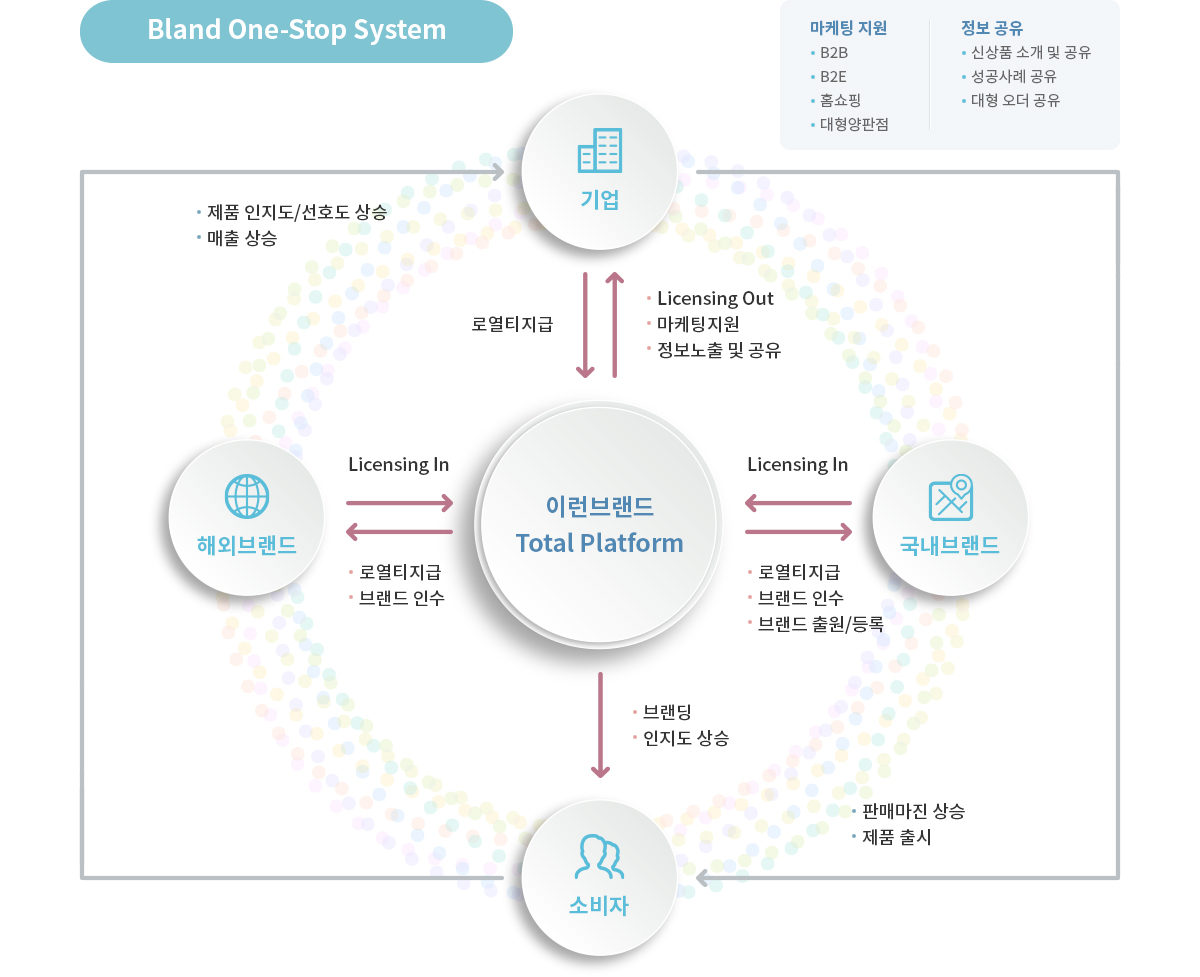 Bland One-Stop System
마케팅 지원
• B2B
• B2E
• 홈쇼핑
• 대형양판점
정보 공유
• 신상품 소개 및 공유
• 성공사례 공유
• 대형 오더 공유
기업
• 제품 인지도/선호도 상승
• 매출 상승
로열티지급
• Licensing Out
• 마케팅지원
• 정보노출 및 공유
Licensing In
Licensing In
해외브랜드
이런브랜드
Total Platform
국내브랜드
• 로열티지급
• 브랜드 인수
• 로열티지급
• 브랜드 인수
• 브랜드 출원/등록
• 브랜딩
• 인지도 상승
• 판매마진 상승
• 제품 출시
소비자